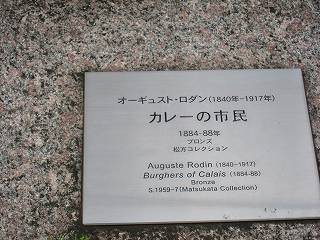 オーギュスト・ロダン(1840年-1917年)
カレーの市民
1884-88年
ブロンズ
松方コレクション
Auguste Rodin (1840-1917)
Burghers of Calais (1884-88)
Bronze
S.1959-7(Matsukata Collection)